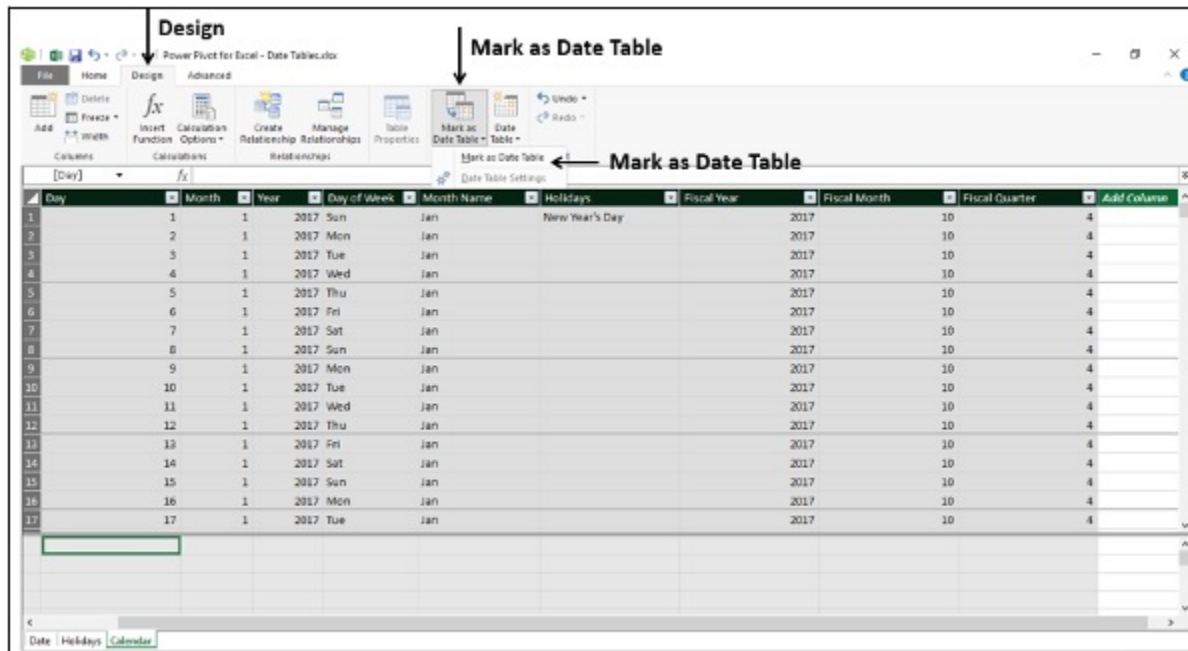 Design
Mark as Date Table
Power Pivot for Excel - Date Tables.xlsx
File Home Design Advanced
Add Delete Freeze Width Insert Function Calculation Options Create Relationship Manage Relationships Table Properties Mark as Date Table Date Table Undo Redo
Columns Calculations Relationships
Mark as Date Table
Mark as Date Table
Date Table Settings
[Day] fx
Day Month Year Day of Week Month Name Holidays Fiscal Year Fiscal Month Fiscal Quarter Add Column
1 1 1 2017 Sun Jan New Year's Day 2017 10 4
2 2 1 2017 Mon Jan 2017 10 4
3 3 1 2017 Tue Jan 2017 10 4
4 4 1 2017 Wed Jan 2017 10 4
5 5 1 2017 Thu Jan 2017 10 4
6 6 1 2017 Fri Jan 2017 10 4
7 7 1 2017 Sat Jan 2017 10 4
8 8 1 2017 Sun Jan 2017 10 4
9 9 1 2017 Mon Jan 2017 10 4
10 10 1 2017 Tue Jan 2017 10 4
11 11 1 2017 Wed Jan 2017 10 4
12 12 1 2017 Thu Jan 2017 10 4
13 13 1 2017 Fri Jan 2017 10 4
14 14 1 2017 Sat Jan 2017 10 4
15 15 1 2017 Sun Jan 2017 10 4
16 16 1 2017 Mon Jan 2017 10 4
17 17 1 2017 Tue Jan 2017 10 4
Date Holidays Calendar